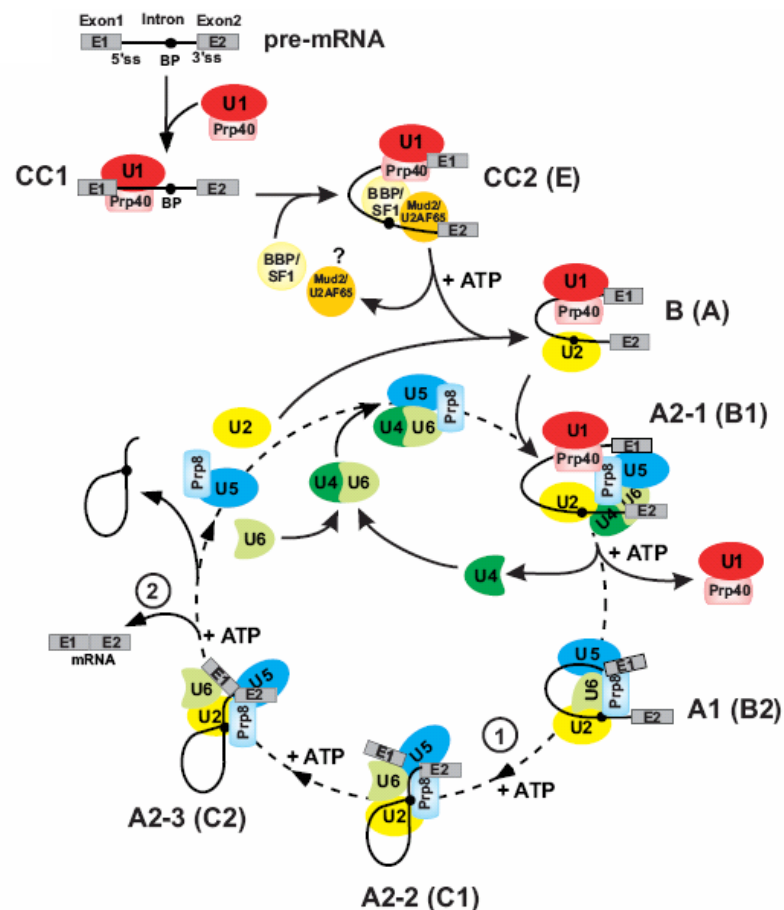 Exon1 Intron Exon2
E1 E2
5'ss BP 3'ss
pre-mRNA
U1
Prp40
CC1
U1
E1 E2
Prp40 BP
U1
Prp40 E1
BBP/
SF1
Mud2/
U2AF65
E2
CC2 (E)
BBP/
SF1
?
Mud2/
U2AF65
+ ATP
U1
E1
Prp40
E2
U2
B (A)
U5
Prp8
U4 U6
U2
Prp8
U5
U4 U6
U6
A2-1 (B1)
U1
E1
Prp40
Prp8
U5
U2
U4 U6
E2
+ ATP
U4
U1
Prp40
2
E1 E2
mRNA
+ ATP
U5
E1
U6
Prp8
U2
E2
A1 (B2)
1
+ ATP
E1
U5
U6
E2
U2
Prp8
A2-2 (C1)
+ ATP
E1
U5
U6
E2
U2
Prp8
A2-3 (C2)